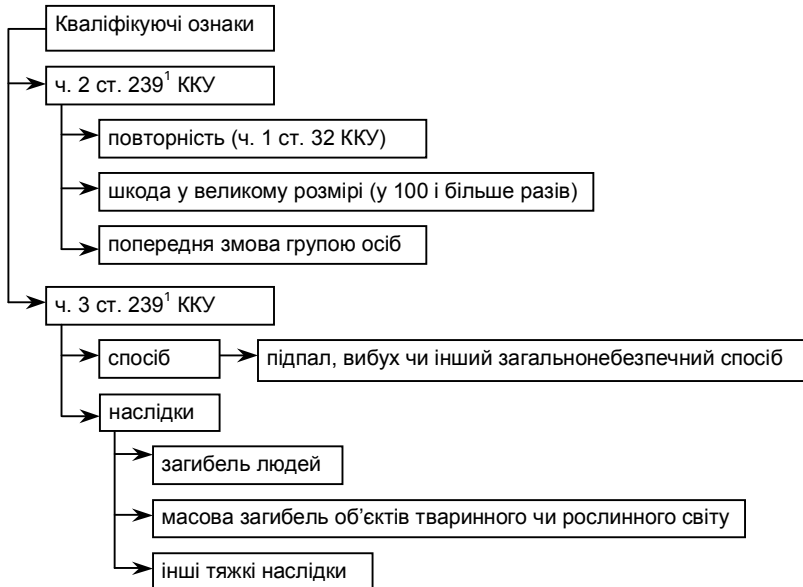 Кваліфікуючі ознаки
ч. 2 ст. 239¹ ККУ
повторність (ч. 1 ст. 32 ККУ)
шкода у великому розмірі (у 100 і більше разів)
попередня змова групою осіб
ч. 3 ст. 239¹ ККУ
спосіб
підпал, вибух чи інший загальнонебезпечний спосіб
наслідки
загибель людей
масова загибель об’єктів тваринного чи рослинного світу
інші тяжкі наслідки